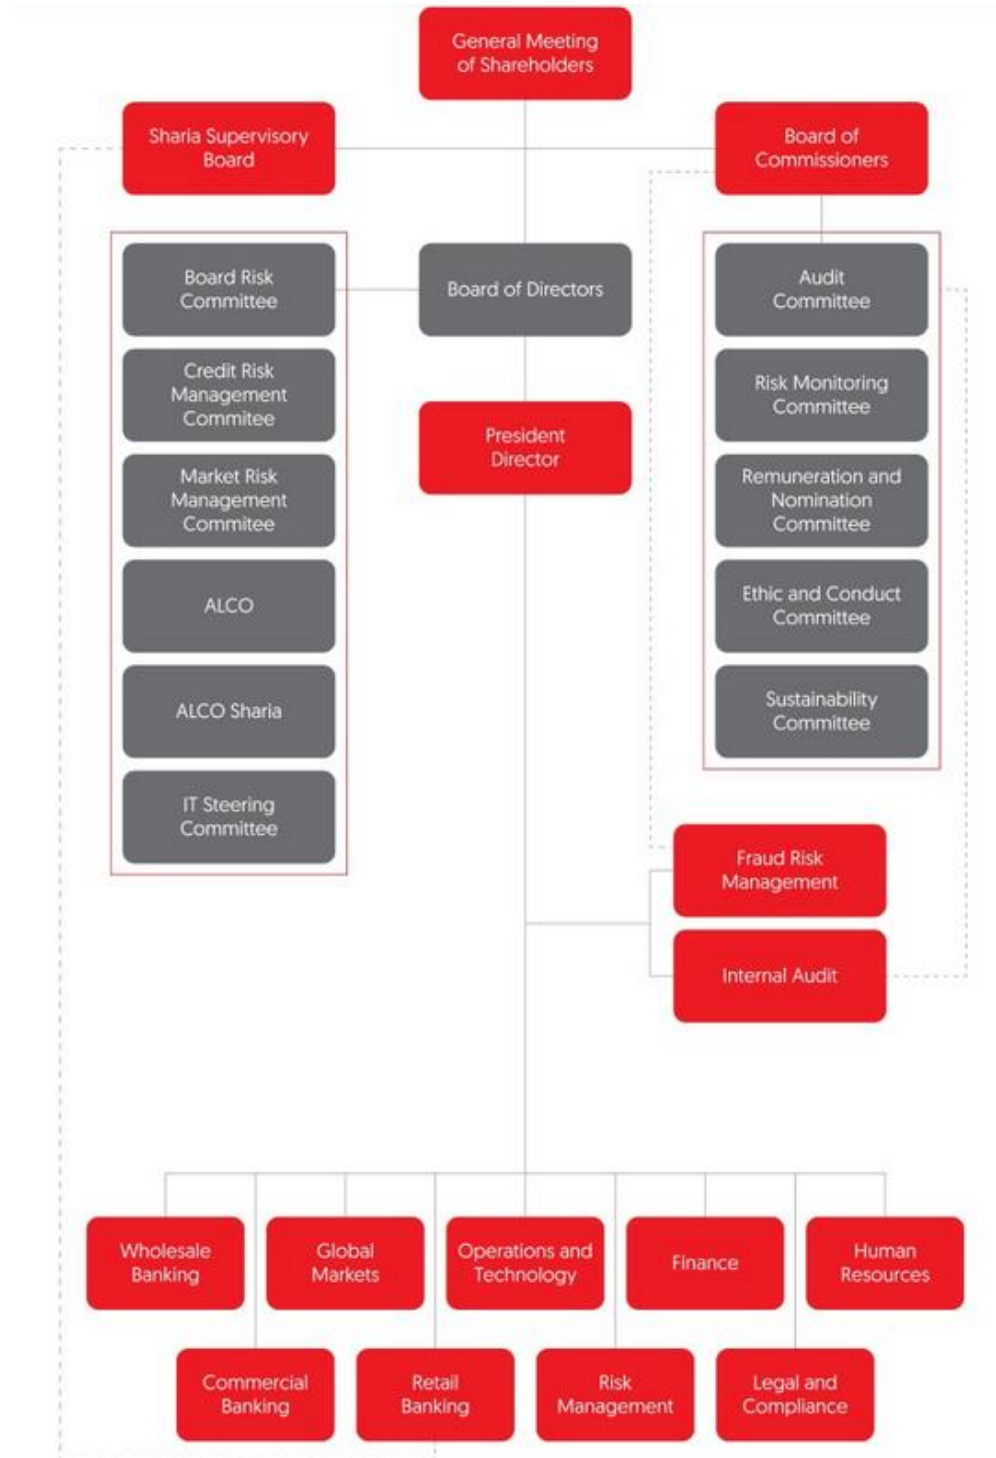 General Meeting
of Shareholders
Sharia Supervisory
Board
Board of
Commissioners
Board Risk
Committee
Board of Directors
Audit
Committee
Credit Risk
Management
Commitee
Risk Monitoring
Committee
President
Director
Market Risk
Management
Commitee
Remuneration and
Nomination
Committee
ALCO
Ethic and Conduct
Committee
ALCO Sharia
Sustainability
Committee
IT Steering
Committee
Fraud Risk
Management
Internal Audit
Wholesale
Banking
Global
Markets
Operations and
Technology
Finance
Human
Resources
Commercial
Banking
Retail
Banking
Risk
Management
Legal and
Compliance